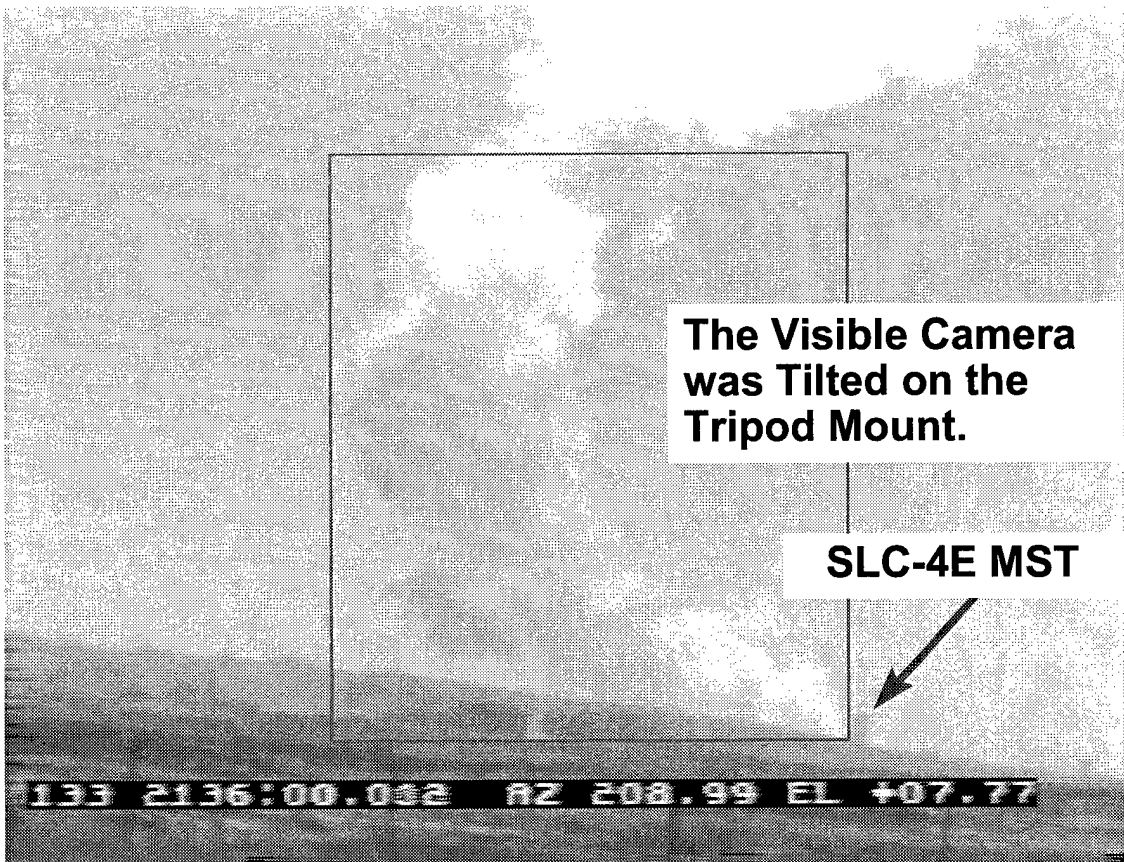 The Visible Camera
was Tilted on the
Tripod Mount.
SLC-4E MST
133 2136:00.032 AZ 208.99 EL +07.77